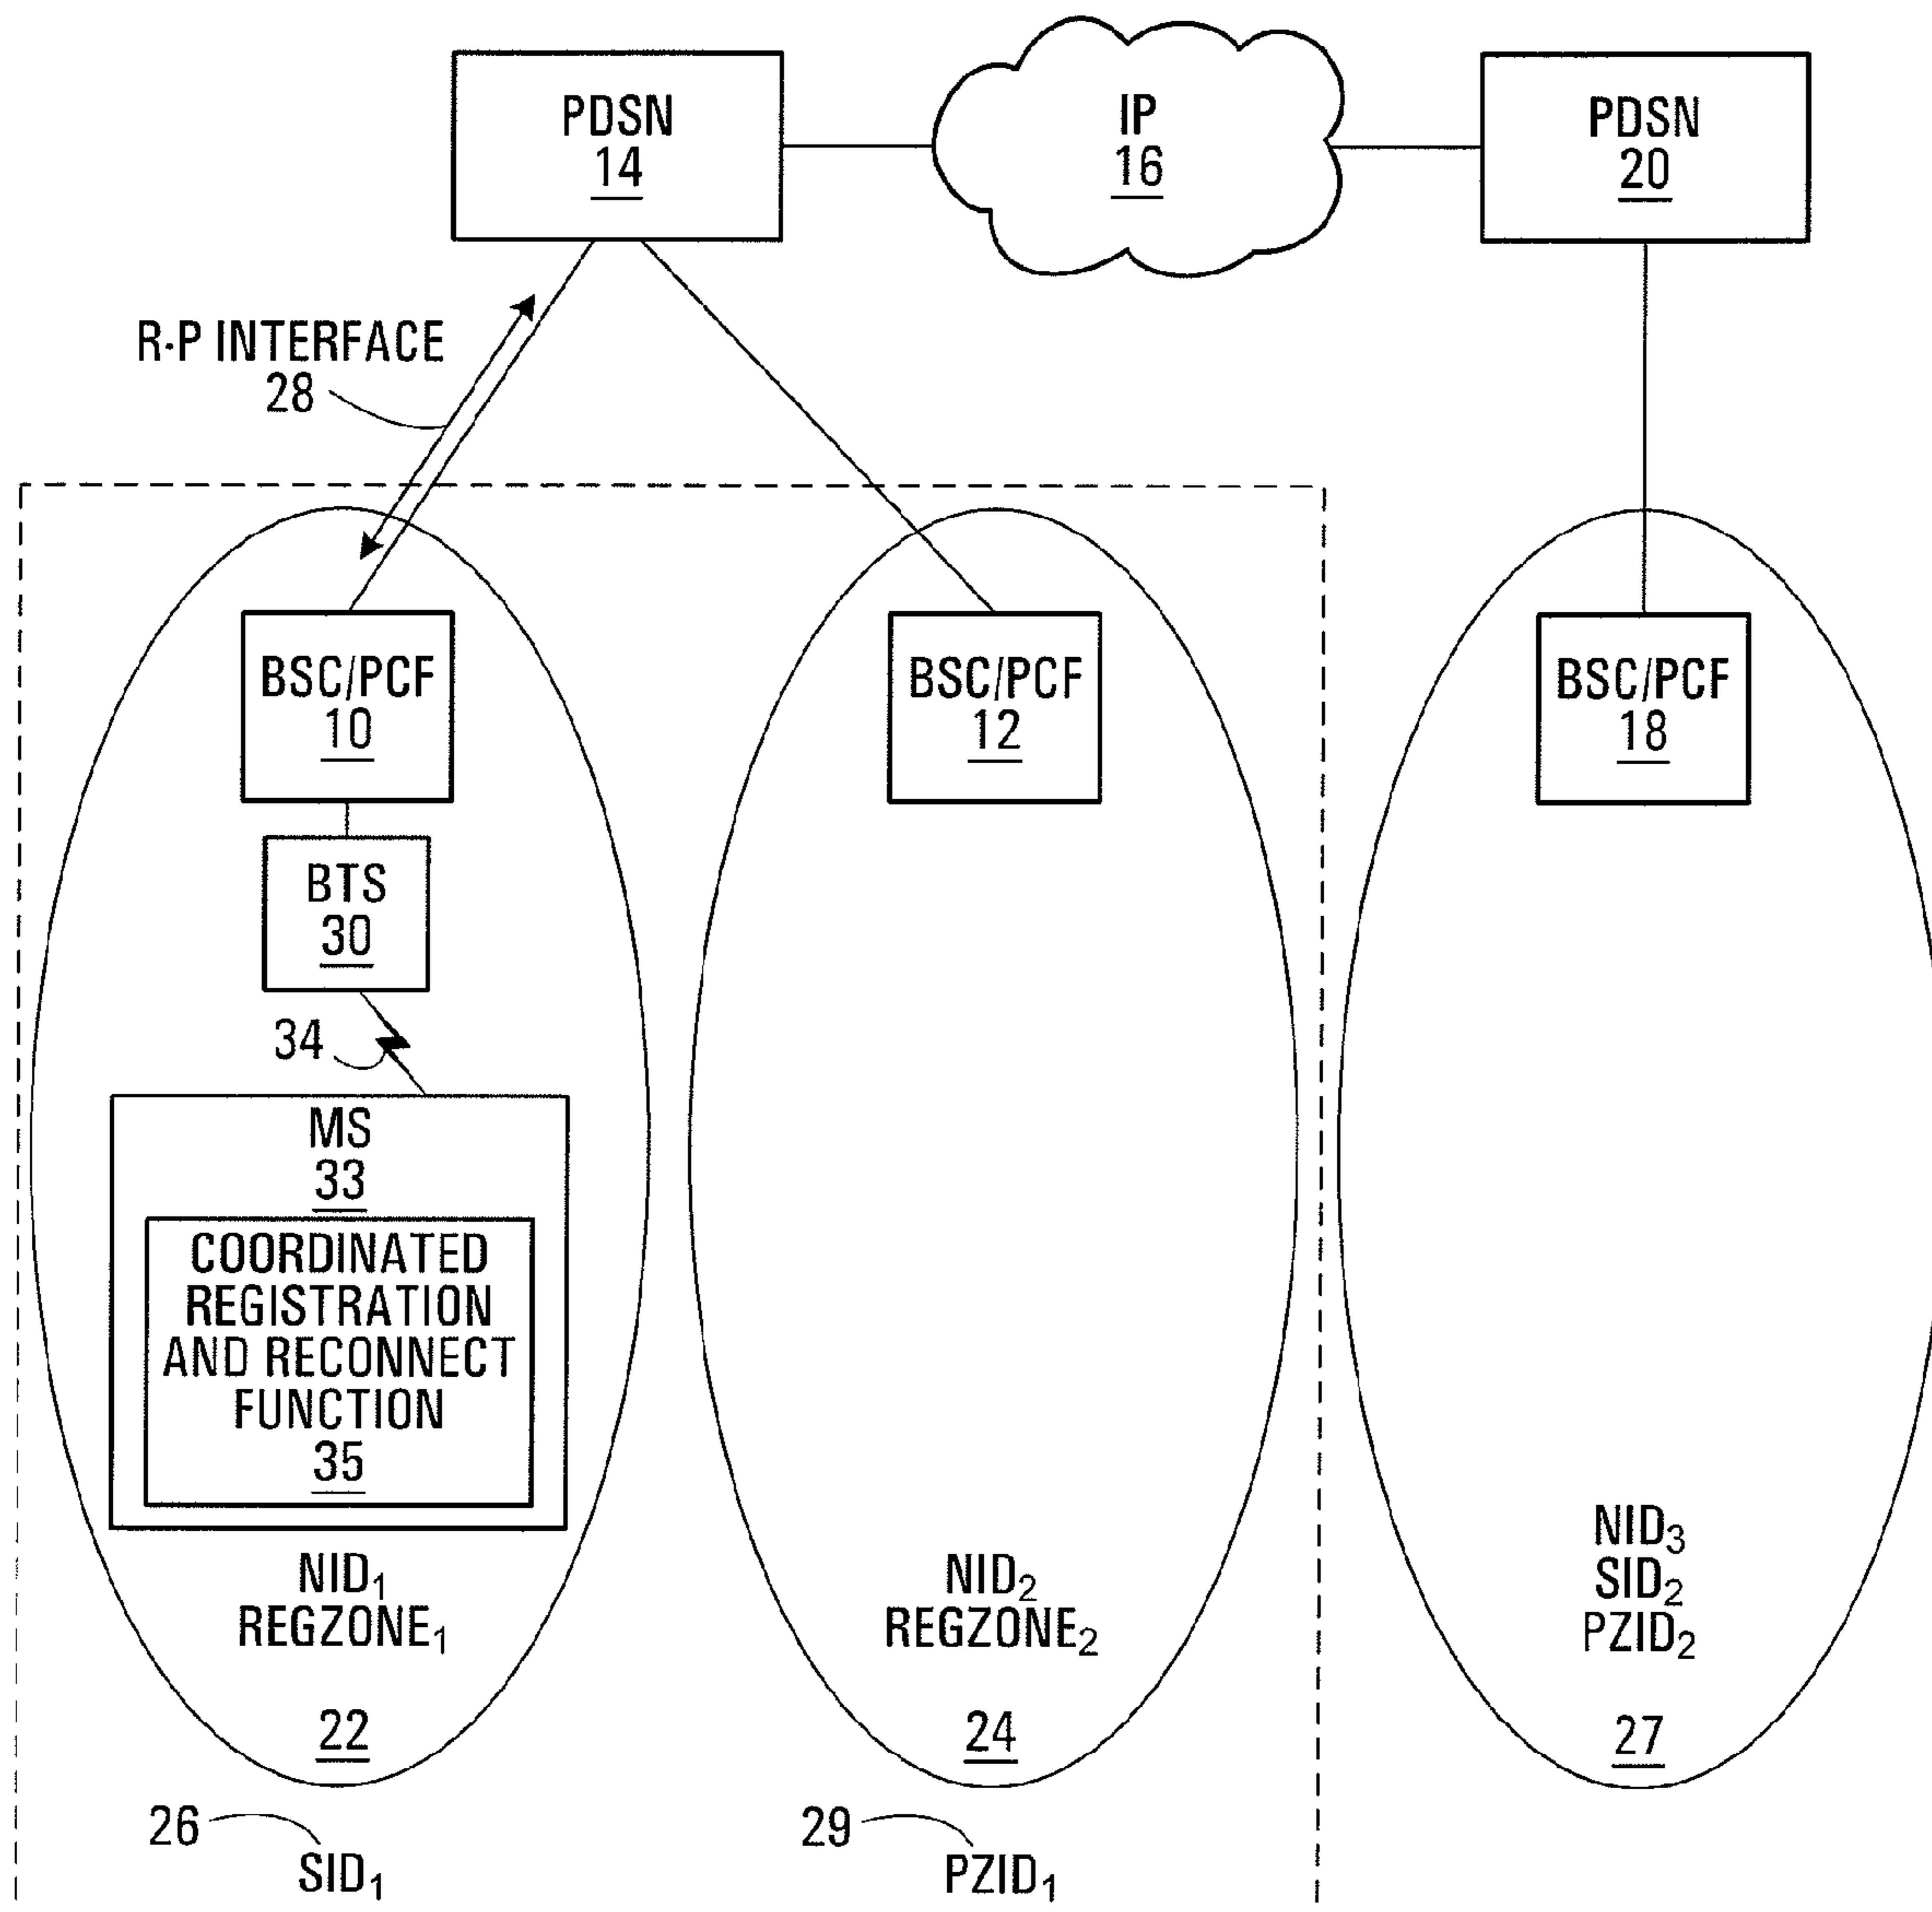 PDSN
14
IP
16
PDSN
20
R-P INTERFACE
28
BSC/PCF
10
BSC/PCF
12
BSC/PCF
18
BTS
30
34
MS
33
COORDINATED
REGISTRATION
AND RECONNECT
FUNCTION
35
NID₁
REGZONE₁
22
NID₂
REGZONE₂
24
NID₃
SID₂
PZID₂
27
26
SID₁
29
PZID₁